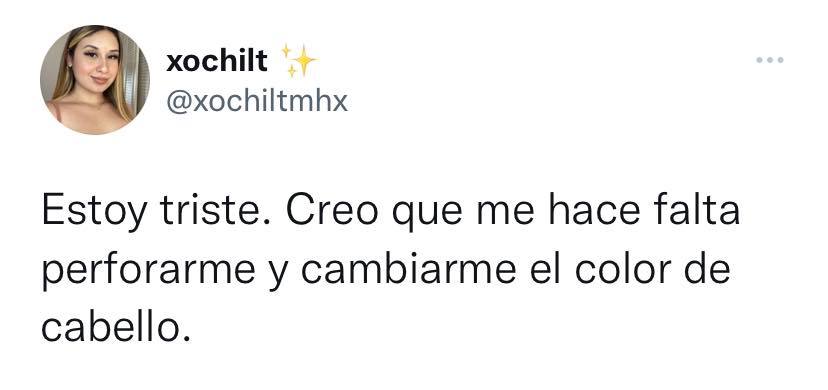 xochilt ✨
@xochiltmhx
Estoy triste. Creo que me hace falta
perforarme y cambiarme el color de
cabello.